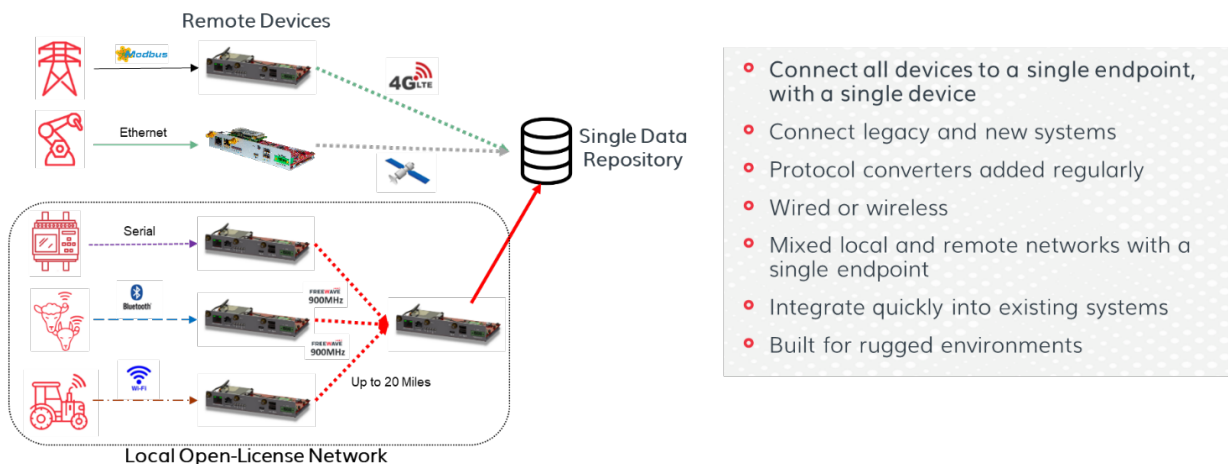 Remote Devices
Modbus
4G LTE
Ethernet
Single Data
Repository
Serial
Bluetooth
FREEWAVE
900MHz
FREEWAVE
900MHz
Wi-Fi
Up to 20 Miles
Local Open-License Network
Connect all devices to a single endpoint,
with a single device
Connect legacy and new systems
Protocol converters added regularly
Wired or wireless
Mixed local and remote networks with a
single endpoint
Integrate quickly into existing systems
Built for rugged environments